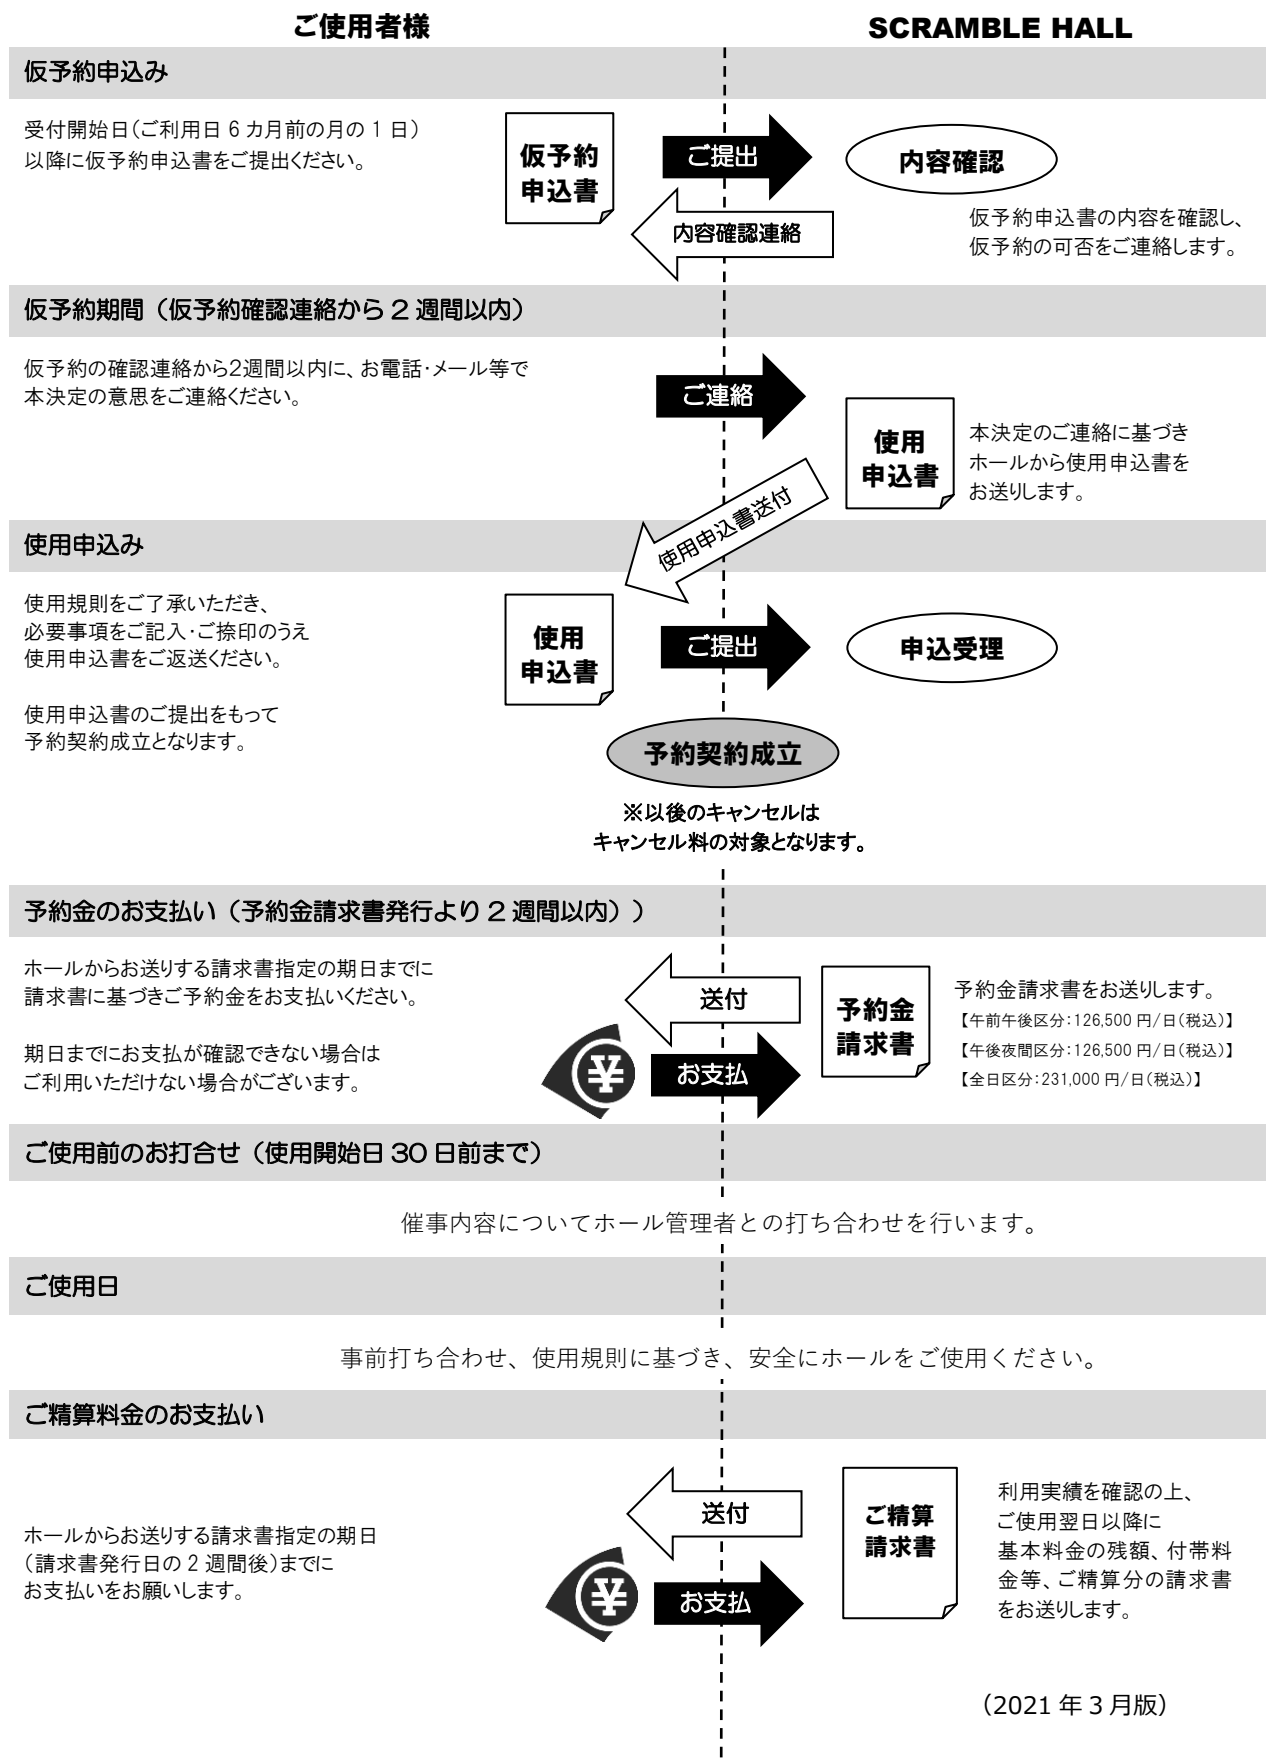 ご使用者様
SCRAMBLE HALL
仮予約申込み
受付開始日(ご利用日 6 カ月前の月の 1 日)
以降に仮予約申込書をご提出ください。
仮予約
申込書
ご提出
内容確認
内容確認連絡
仮予約申込書の内容を確認し、
仮予約の可否をご連絡します。
仮予約期間(仮予約確認連絡から 2 週間以内)
仮予約の確認連絡から2週間以内に、お電話・メール等で
本決定の意思をご連絡ください。
ご連絡
使用
申込書
本決定のご連絡に基づき
ホールから使用申込書を
お送りします。
使用申込書送付
使用申込み
使用規則をご了承いただき、
必要事項をご記入・ご捺印のうえ
使用申込書をご返送ください。
使用申込書のご提出をもって
予約契約成立となります。
使用
申込書
ご提出
申込受理
予約契約成立
※以後のキャンセルは
キャンセル料の対象となります。
予約金のお支払い(予約金請求書発行より 2 週間以内))
ホールからお送りする請求書指定の期日までに
請求書に基づきご予約金をお支払いください。
期日までにお支払が確認できない場合は
ご利用いただけない場合がございます。
送付
¥
お支払
予約金
請求書
予約金請求書をお送りします。
【午前午後区分:126,500 円/日(税込)】
【午後夜間区分:126,500 円/日(税込)】
【全日区分:231,000 円/日(税込)】
ご使用前のお打合せ(使用開始日 30 日前まで)
催事内容についてホール管理者との打ち合わせを行います。
ご使用日
事前打ち合わせ、使用規則に基づき、安全にホールをご使用ください。
ご精算料金のお支払い
ホールからお送りする請求書指定の期日
(請求書発行日の 2 週間後)までに
お支払いをお願いします。
送付
¥
お支払
ご精算
請求書
利用実績を確認の上、
ご使用翌日以降に
基本料金の残額、付帯料
金等、ご精算分の請求書
をお送りします。
(2021 年 3 月版)